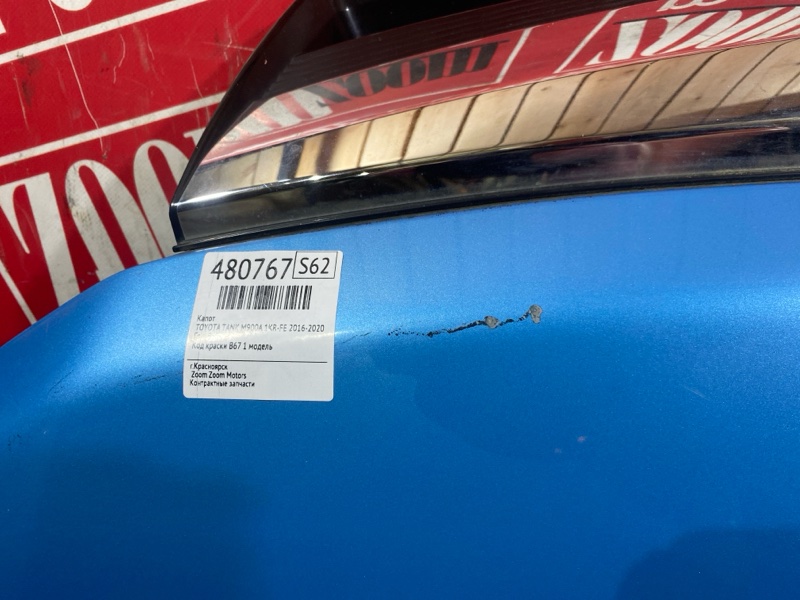 ZOOM
480767 S62
Капот
TOYOTA TANK M900A 1KR-FE 2016-2020
Код краски B67 1 модель
г.Красноярск
Zoom Zoom Motors
Контрактные запчасти